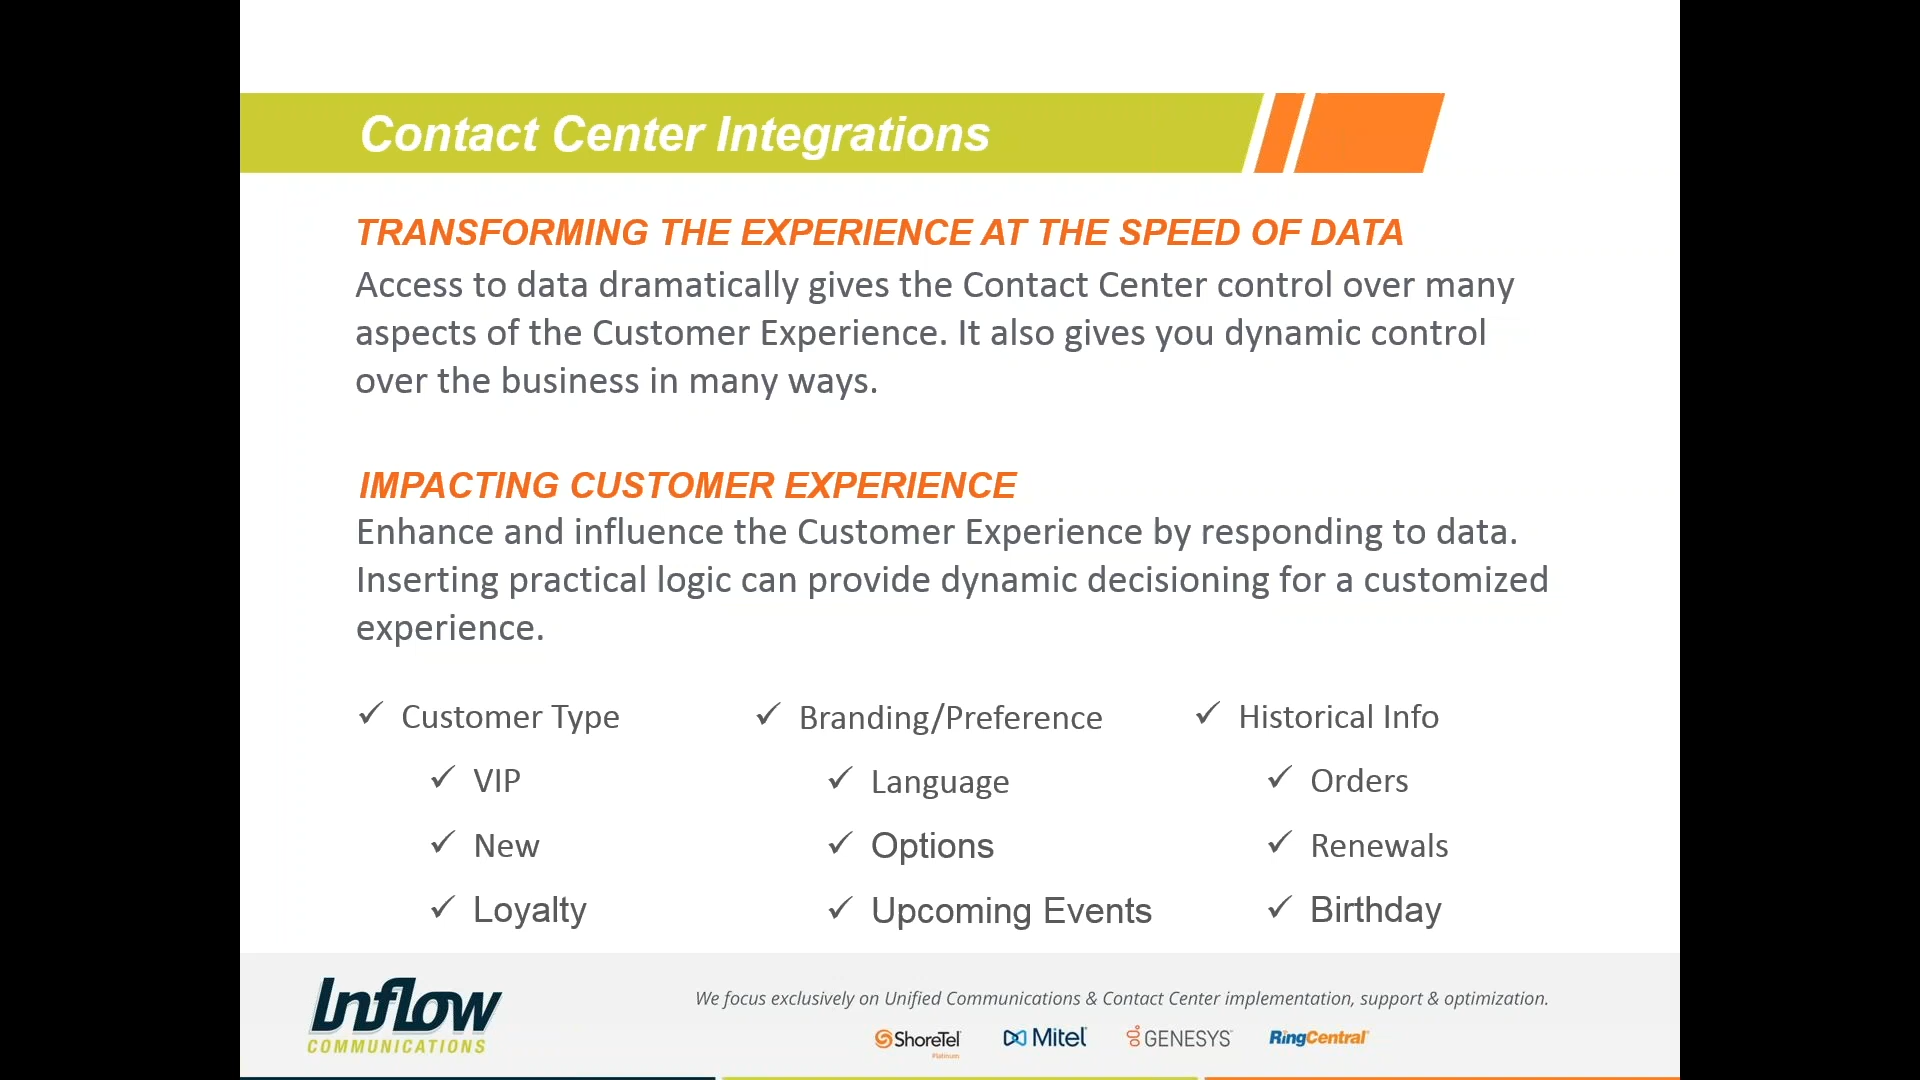 Contact Center Integrations
TRANSFORMING THE EXPERIENCE AT THE SPEED OF DATA
Access to data dramatically gives the Contact Center control over many
aspects of the Customer Experience. It also gives you dynamic control
over the business in many ways.
IMPACTING CUSTOMER EXPERIENCE
Enhance and influence the Customer Experience by responding to data.
Inserting practical logic can provide dynamic decisioning for a customized
experience.
✓ Customer Type
✓ VIP
✓ New
✓ Loyalty
✓ Branding/Preference
✓ Language
✓ Options
✓ Upcoming Events
✓ Historical Info
✓ Orders
✓ Renewals
✓ Birthday
Inflow
COMMUNICATIONS
We focus exclusively on Unified Communications & Contact Center implementation, support & optimization.
ShoreTel
Platinum
Mitel
GENESYS
RingCentral